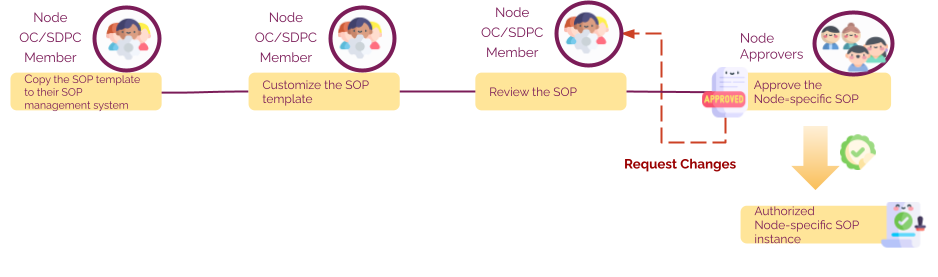 Node
OC/SDPC
Member
Copy the SOP template
to their SOP
management system
Node
OC/SDPC
Member
Customize the SOP
template
Node
OC/SDPC
Member
Review the SOP
Node
Approvers
APPROVED
Approve the
Node-specific SOP
Request Changes
Authorized
Node-specific SOP
instance